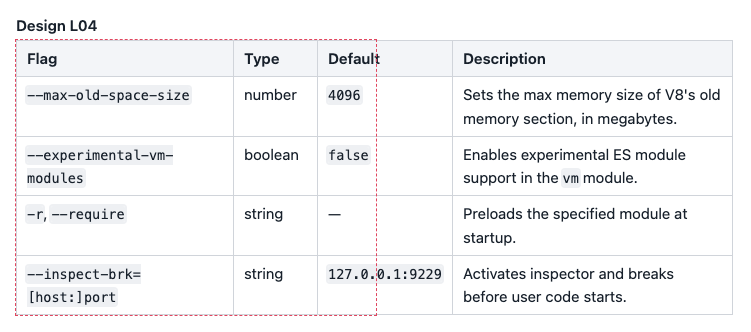 Design L04
Flag Type Default Description
--max-old-space-size number 4096 Sets the max memory size of V8's old
memory section, in megabytes.
--experimental-vm- boolean false Enables experimental ES module
modules support in the vm module.
-r, --require string — Preloads the specified module at
startup.
--inspect-brk= string 127.0.0.1:9229 Activates inspector and breaks
[host:]port before user code starts.